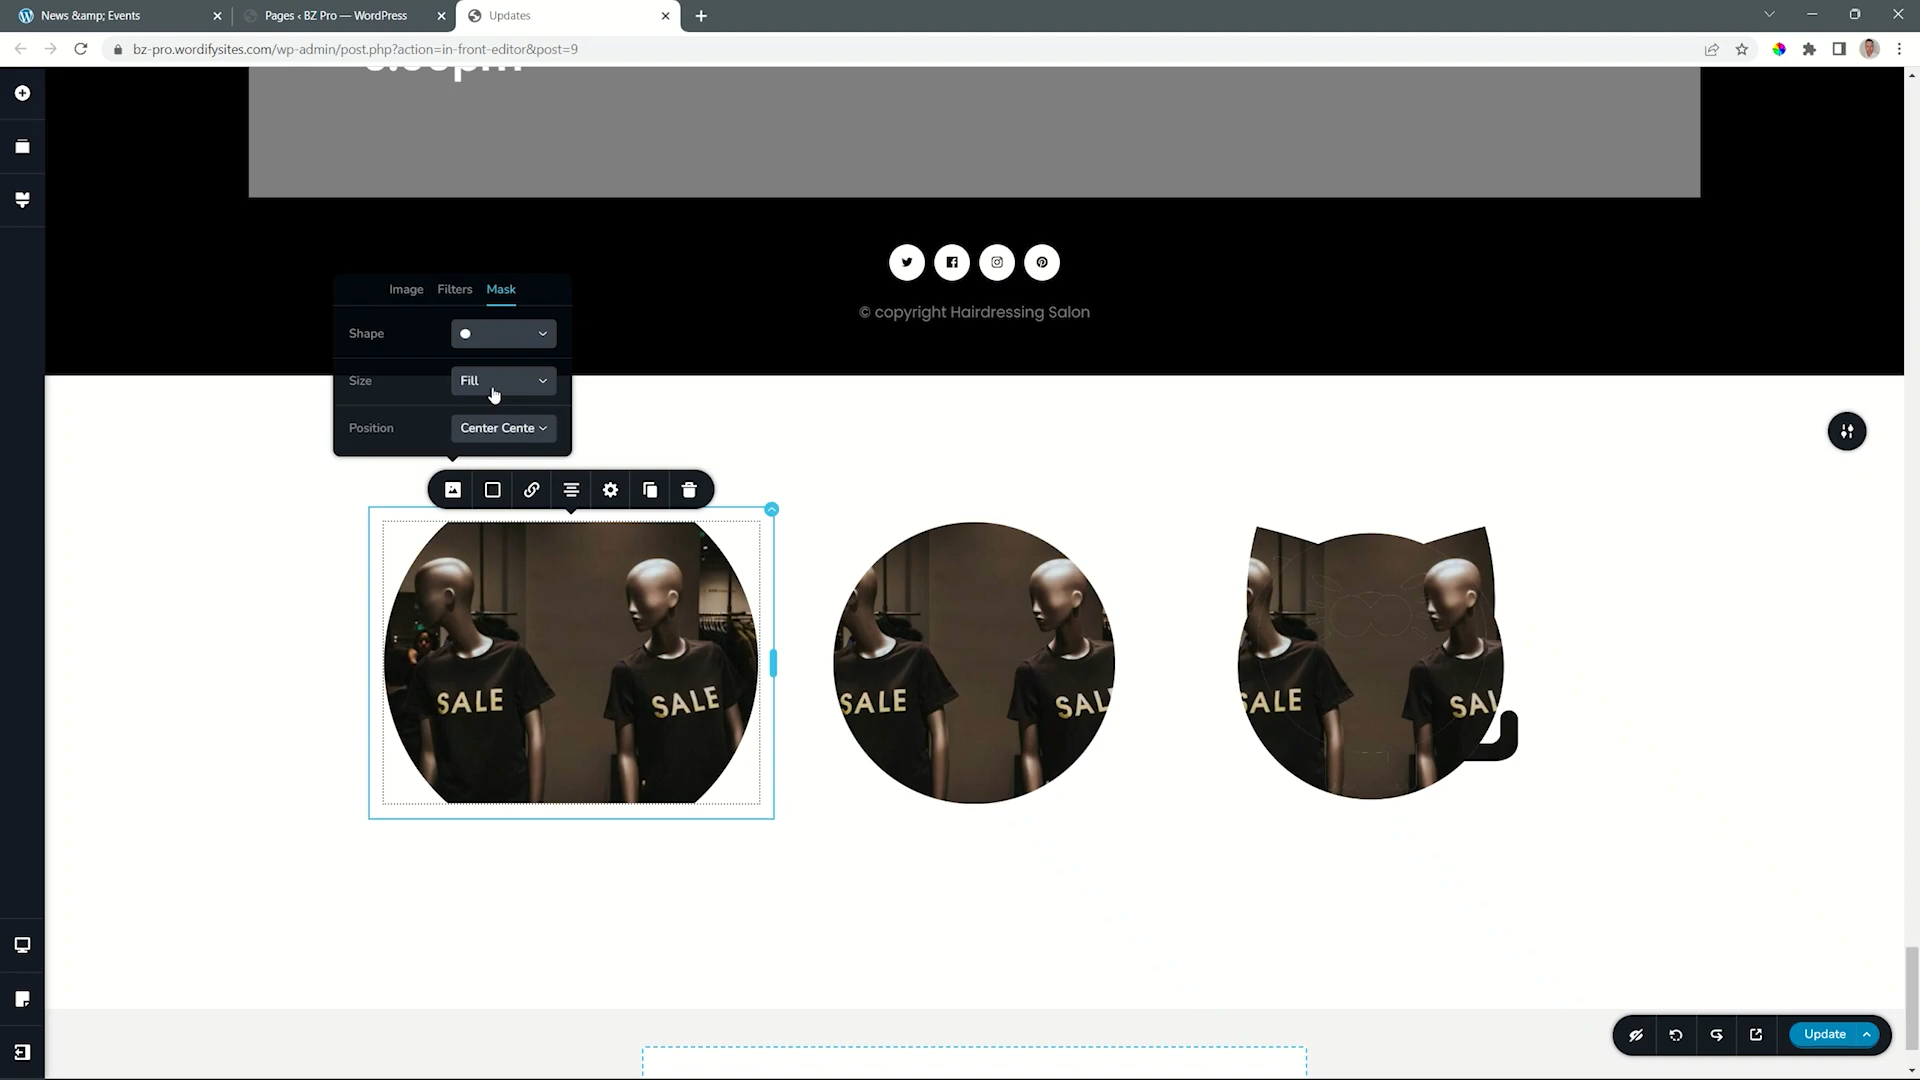 News &amp; Events
Pages ‹ BZ Pro — WordPress
Updates
bz-pro.wordifysites.com/wp-admin/post.php?action=in-front-editor&post=9
Image
Filters
Mask
Shape
Size
Fill
Position
Center Cente
© copyright Hairdressing Salon
SALE
SALE
SALE
SAL
SALE
SAL
Update